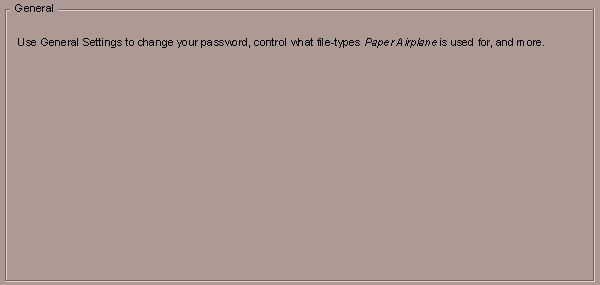 General
Use General Settings to change your password, control what file-types Paper Airplane is used for, and more.